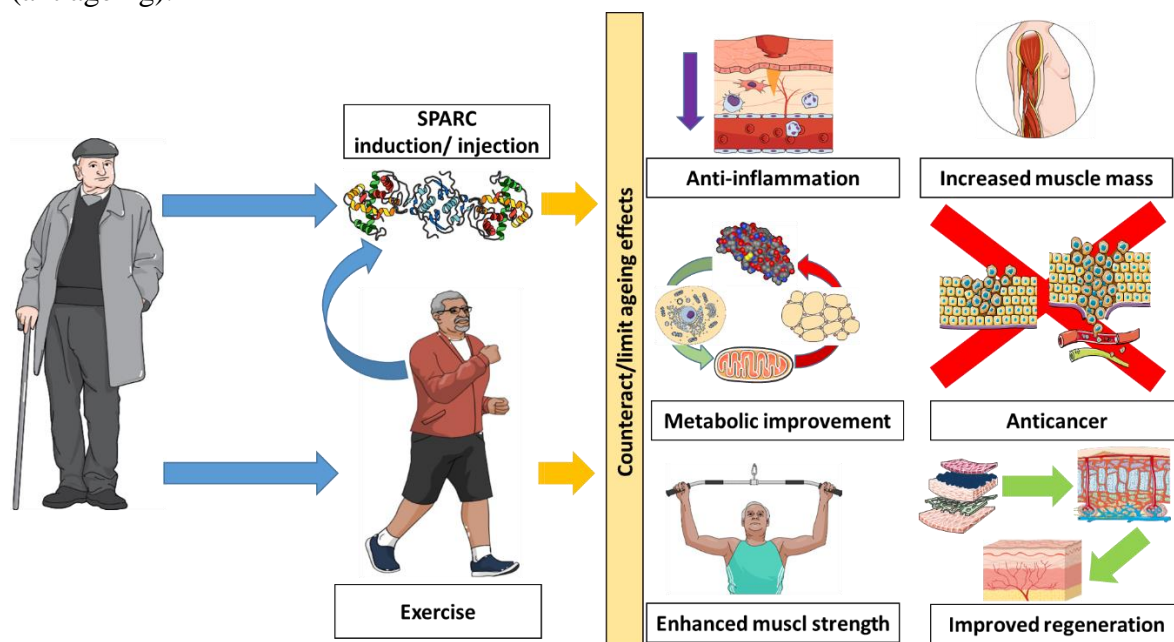 SPARC
induction/ injection
Exercise
Counteract/limit ageing effects
Anti-inflammation
Increased muscle mass
Metabolic improvement
Anticancer
Enhanced muscl strength
Improved regeneration